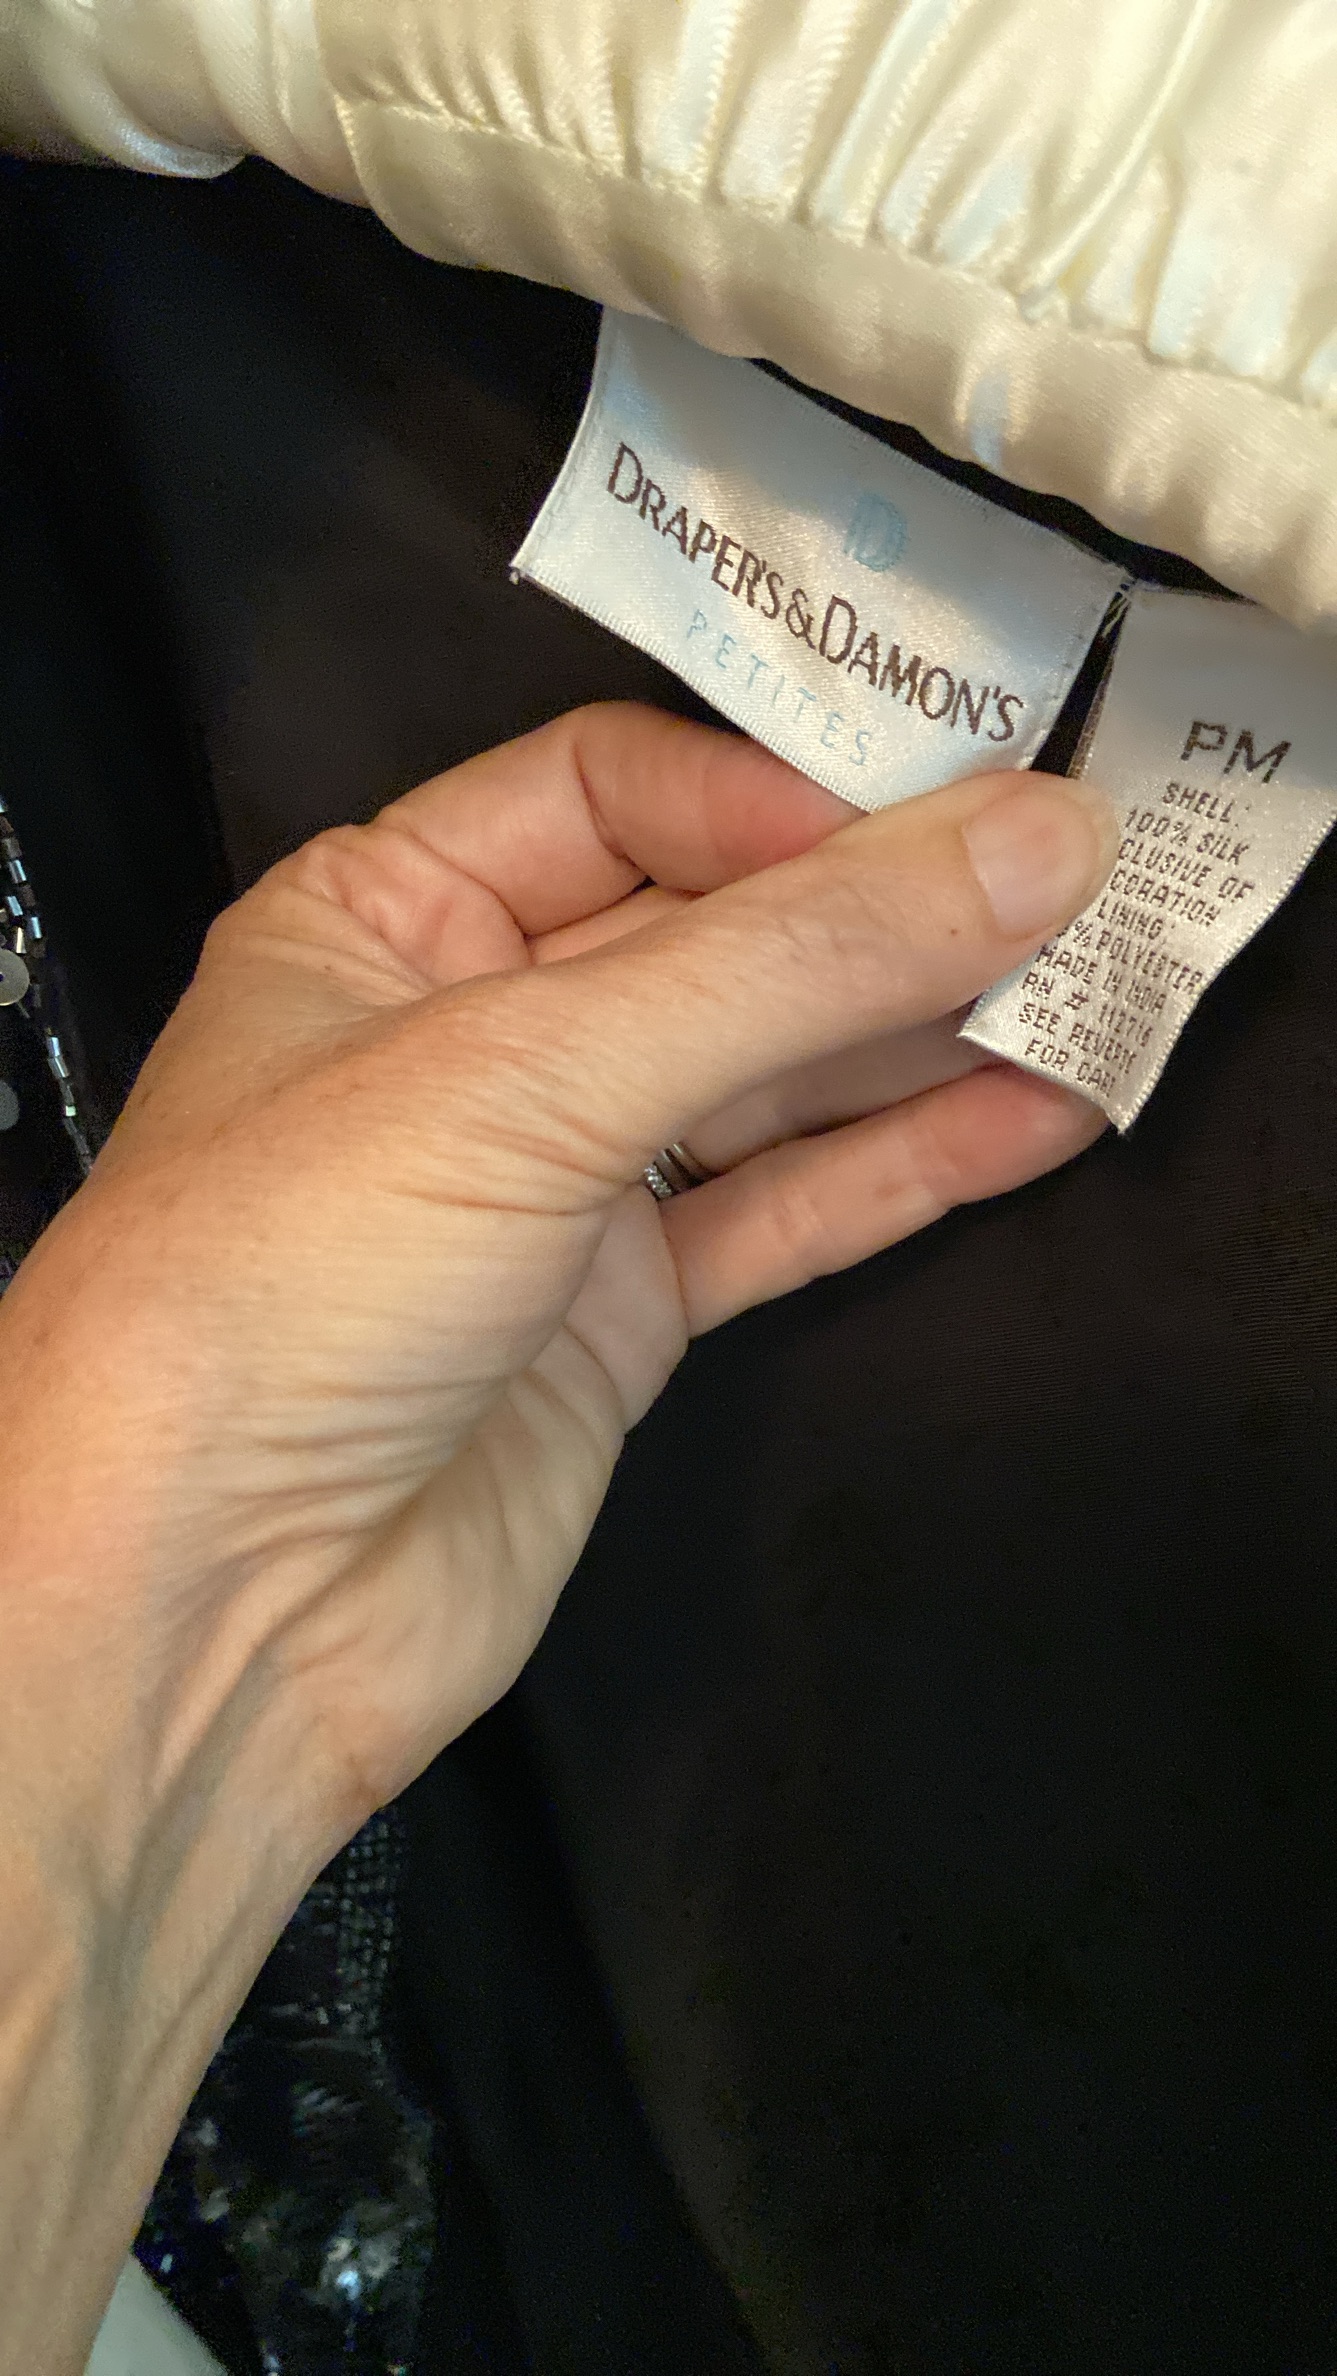 D
DRAPER'S & DAMON'S
PETITES
PM
SHELL:
100% SILK
CLUSIVE OF
CORATION
LINING:
% POLYESTER
MADE IN INDIA
RN # 112716
SEE REVERSE
FOR CARE